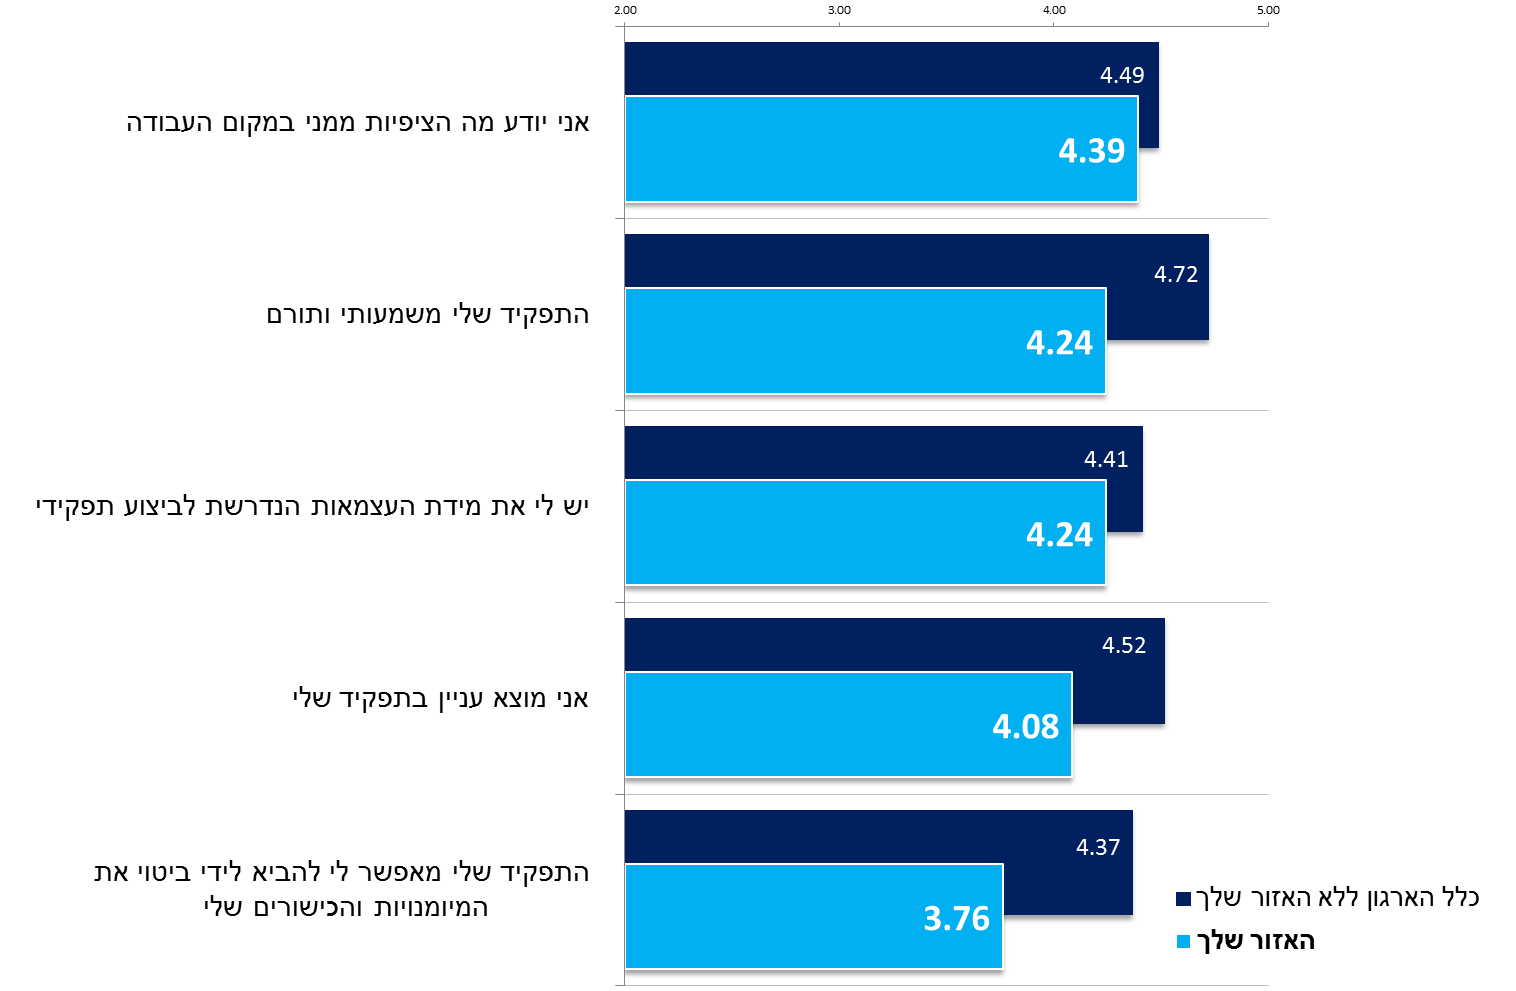 2.00 3.00 4.00 5.00
אני יודע מה הציפיות ממני במקום העבודה
4.49
4.39
התפקיד שלי משמעותי ותורם
4.72
4.24
יש לי את מידת העצמאות הנדרשת לביצוע תפקידי
4.41
4.24
אני מוצא עניין בתפקיד שלי
4.52
4.08
התפקיד שלי מאפשר לי להביא לידי ביטוי את
המיומנויות והכישורים שלי
4.37
3.76
כלל הארגון ללא האזור שלך
האזור שלך